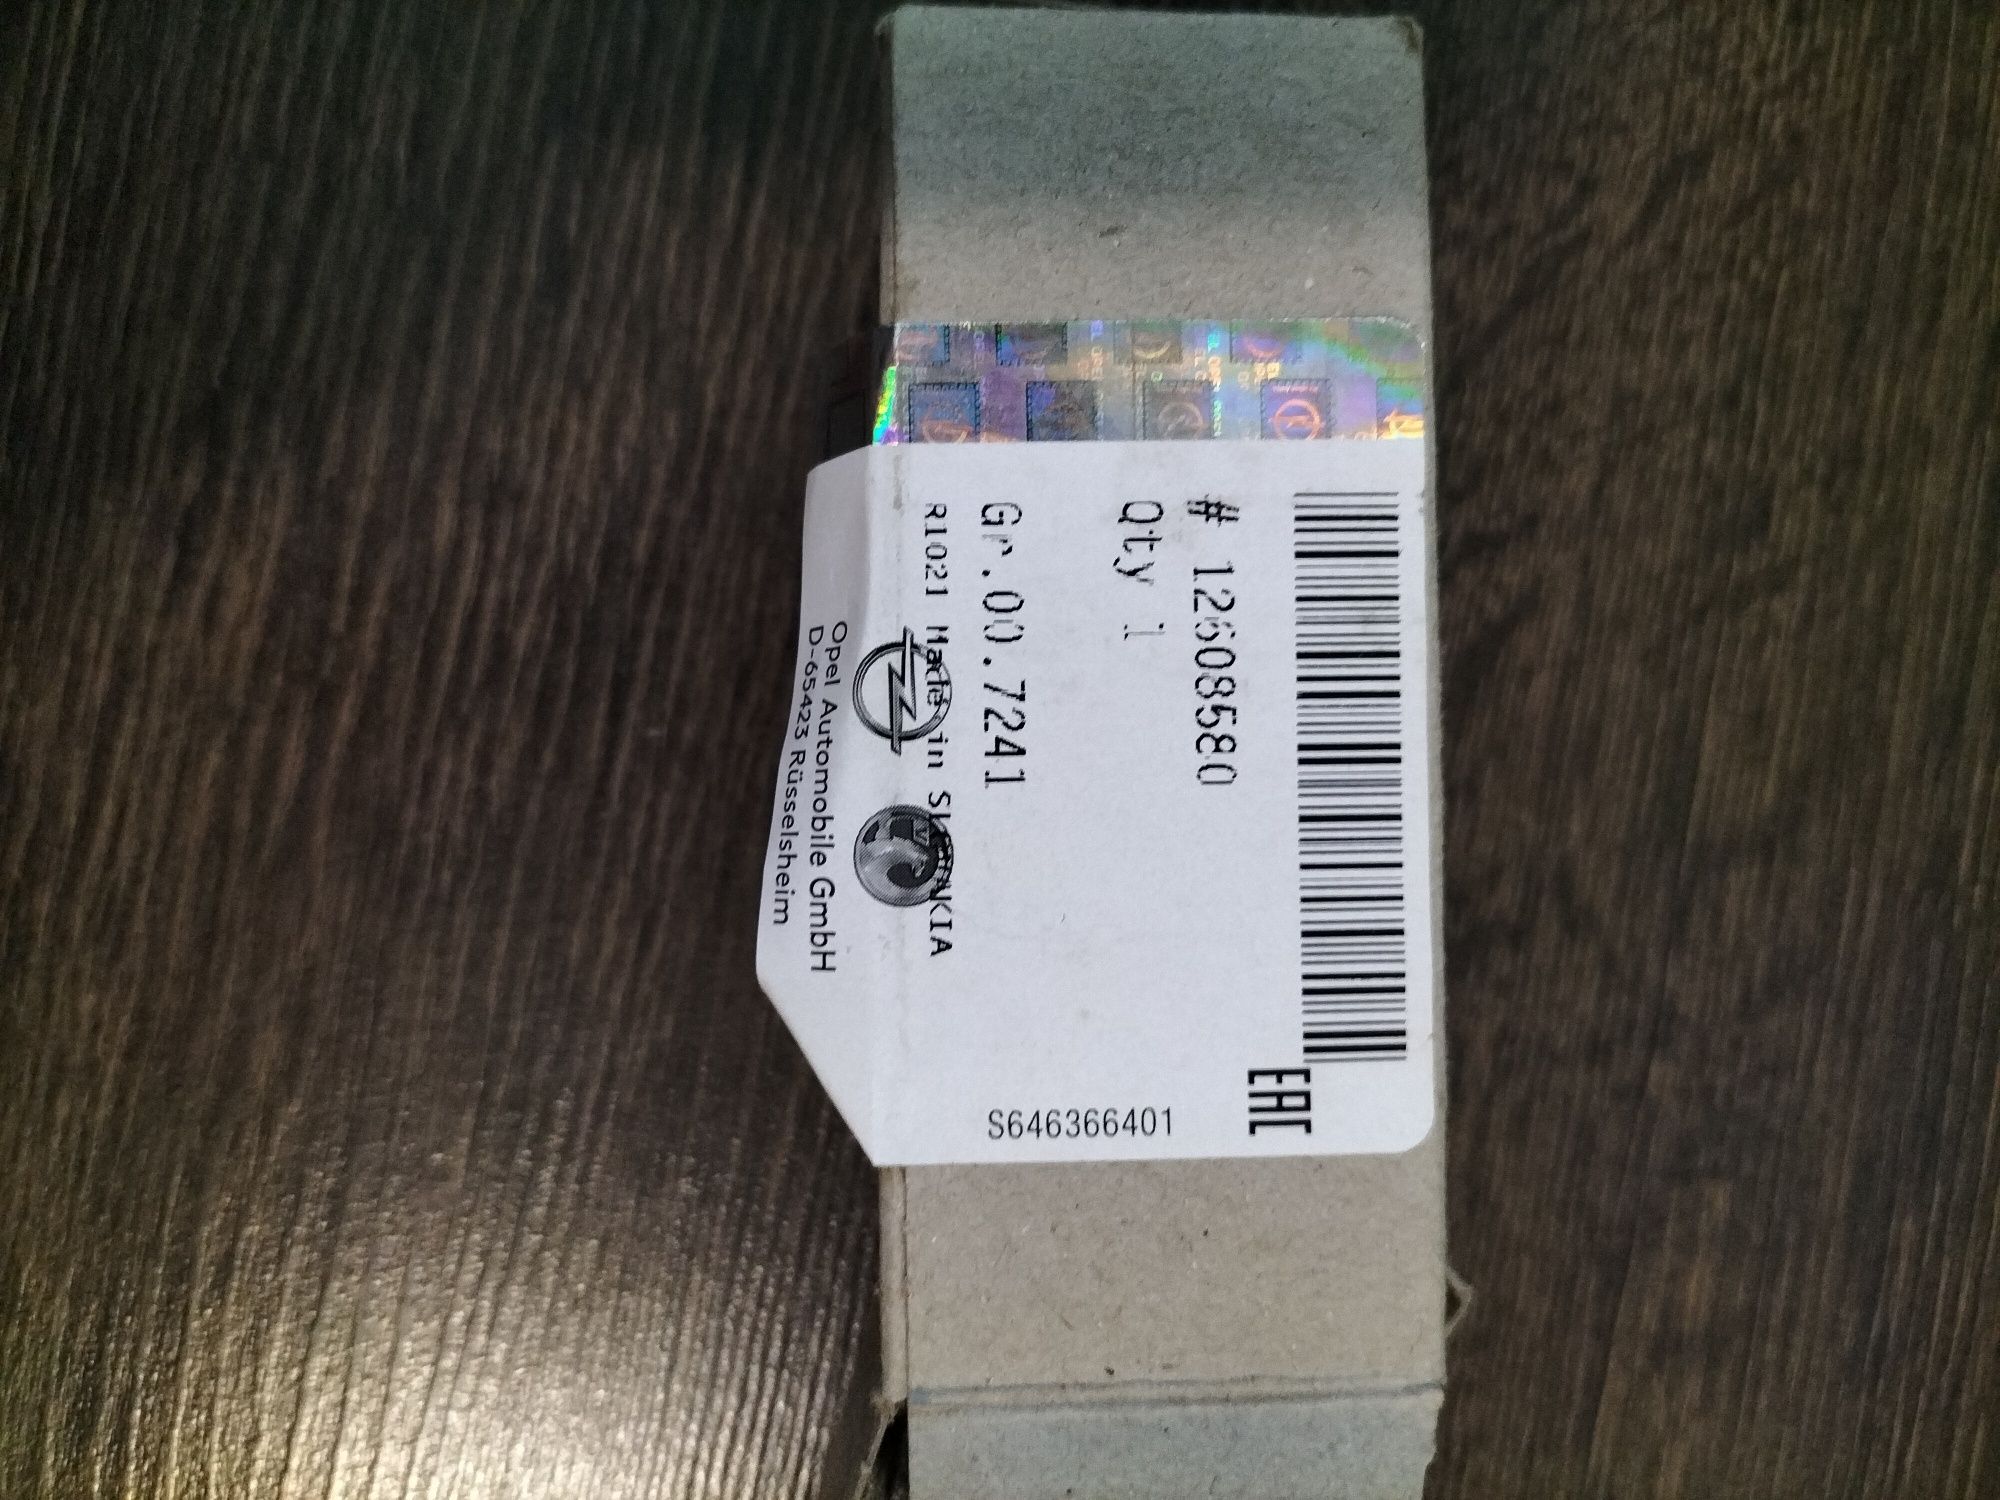 # 12608580
Qty 1
Gr.00.7241
R1021 Made in SLOVAKIA
Opel Automobile GmbH
D-65423 Rüsselsheim
EAC
S646366401